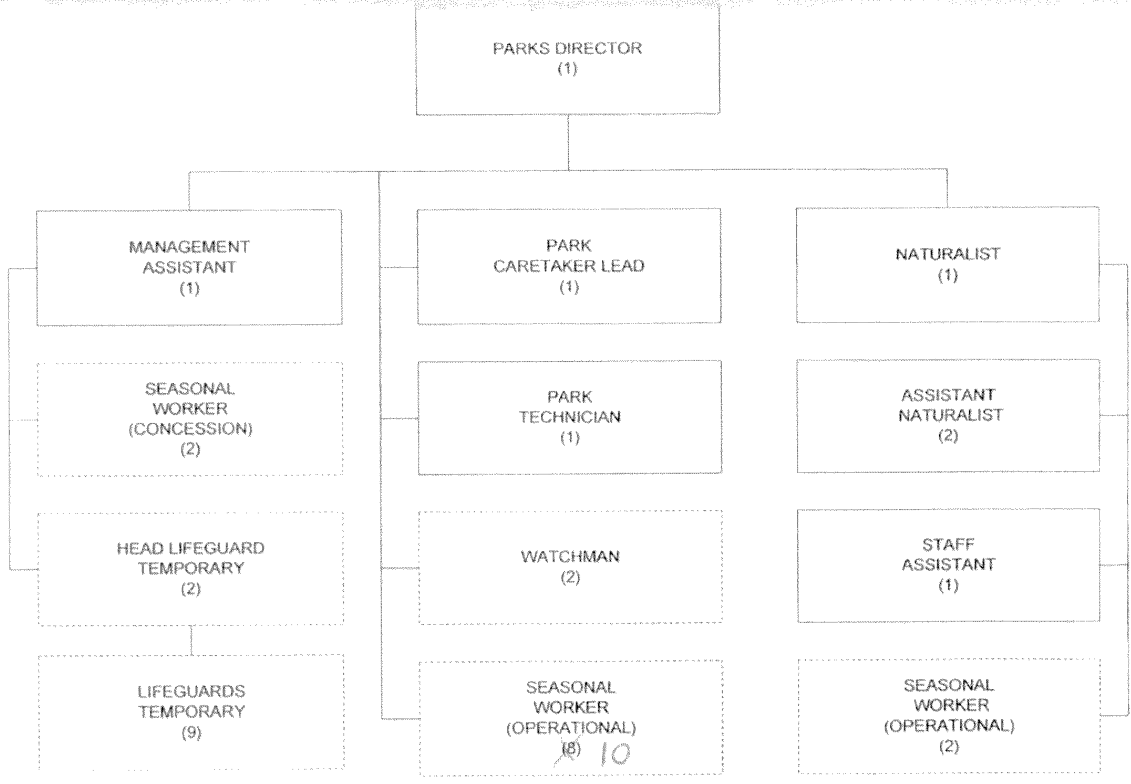 PARKS DIRECTOR
(1)
MANAGEMENT
ASSISTANT
(1)
SEASONAL
WORKER
(CONCESSION)
(2)
HEAD LIFEGUARD
TEMPORARY
(2)
LIFEGUARDS
TEMPORARY
(9)
PARK
CARETAKER LEAD
(1)
PARK
TECHNICIAN
(1)
WATCHMAN
(2)
SEASONAL
WORKER
(OPERATIONAL)
(8) 10
NATURALIST
(1)
ASSISTANT
NATURALIST
(2)
STAFF
ASSISTANT
(1)
SEASONAL
WORKER
(OPERATIONAL)
(2)